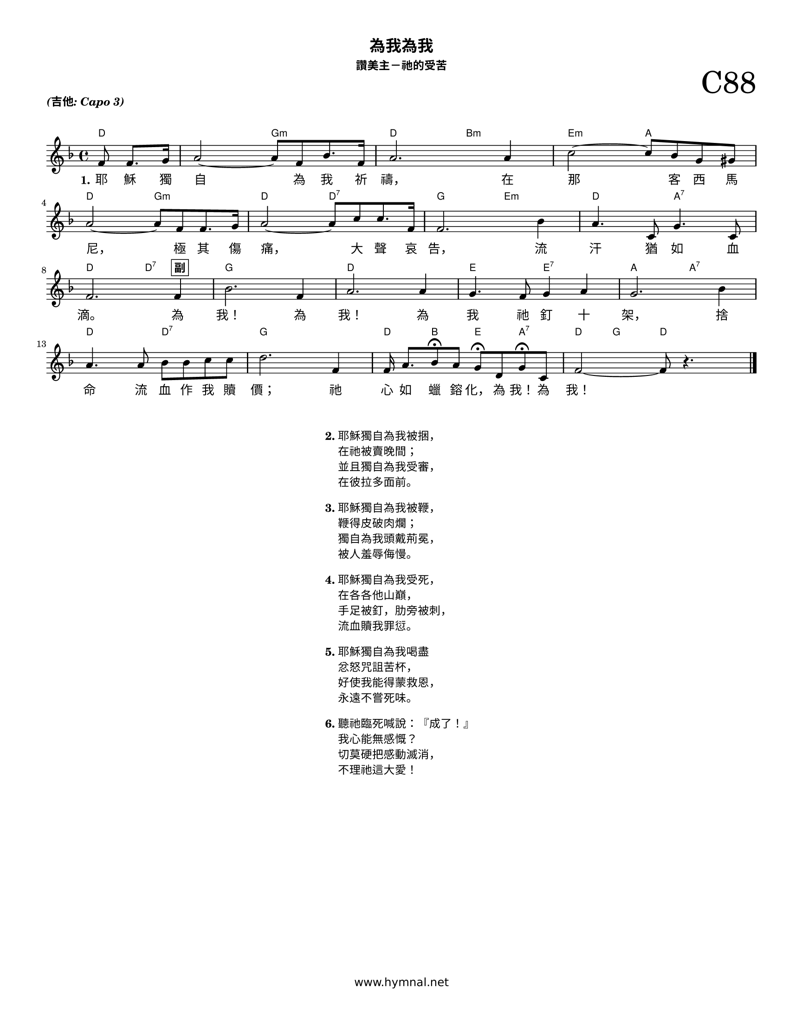 為我為我
讚美主－祂的受苦
C88
(吉他: Capo 3)
D Gm D Bm Em A
1. 耶 穌 獨 自 為 我 祈 禱， 在 那 客 西 馬
4 D Gm D D7 G Em D A7
尼， 極 其 傷 痛， 大 聲 哀 告， 流 汗 猶 如 血
8 D D7 副 G D E E7 A A7
滴。 為 我！ 為 我！ 為 我 祂 釘 十 架， 捨
13 D D7 G D B E A7 D G D
命 流 血 作 我 贖 價； 祂 心 如 蠟 鎔 化， 為 我！ 為 我！
2. 耶穌獨自為我被捆，
在祂被賣晚間；
並且獨自為我受審，
在彼拉多面前。
3. 耶穌獨自為我被鞭，
鞭得皮破肉爛；
獨自為我頭戴荊冕，
被人羞辱侮慢。
4. 耶穌獨自為我受死，
在各各他山巔，
手足被釘，肋旁被刺，
流血贖我罪愆。
5. 耶穌獨自為我喝盡
忿怒咒詛苦杯，
好使我能得蒙救恩，
永遠不嘗死味。
6. 聽祂臨死喊說：『成了！』
我心能無感慨？
切莫硬把感動滅消，
不理祂這大愛！
www.hymnal.net